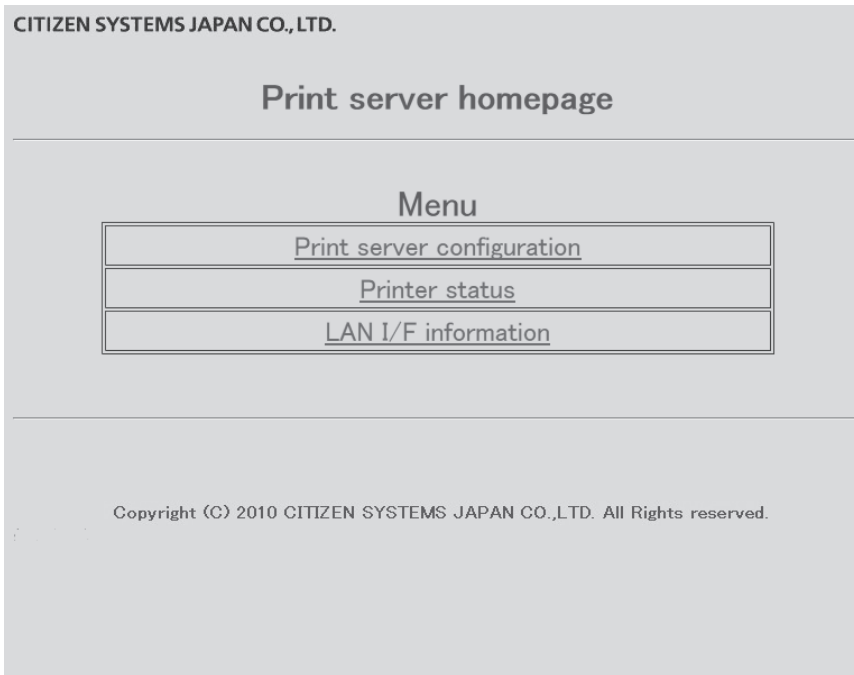 CITIZEN SYSTEMS JAPAN CO., LTD.
Print server homepage
Menu
Print server configuration
Printer status
LAN I/F information
Copyright (C) 2010 CITIZEN SYSTEMS JAPAN CO.,LTD. All Rights reserved.